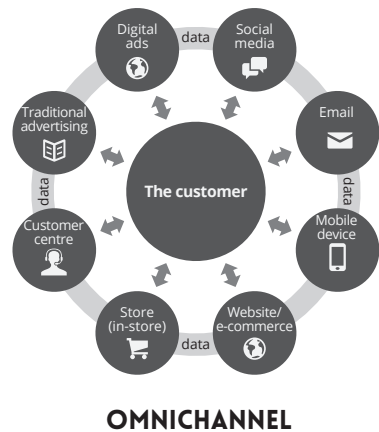 Digital
ads
data
Social
media
Traditional
advertising
Email
data
The customer
data
Customer
centre
Mobile
device
Store
(in-store)
data
Website/
e-commerce
OMNICHANNEL